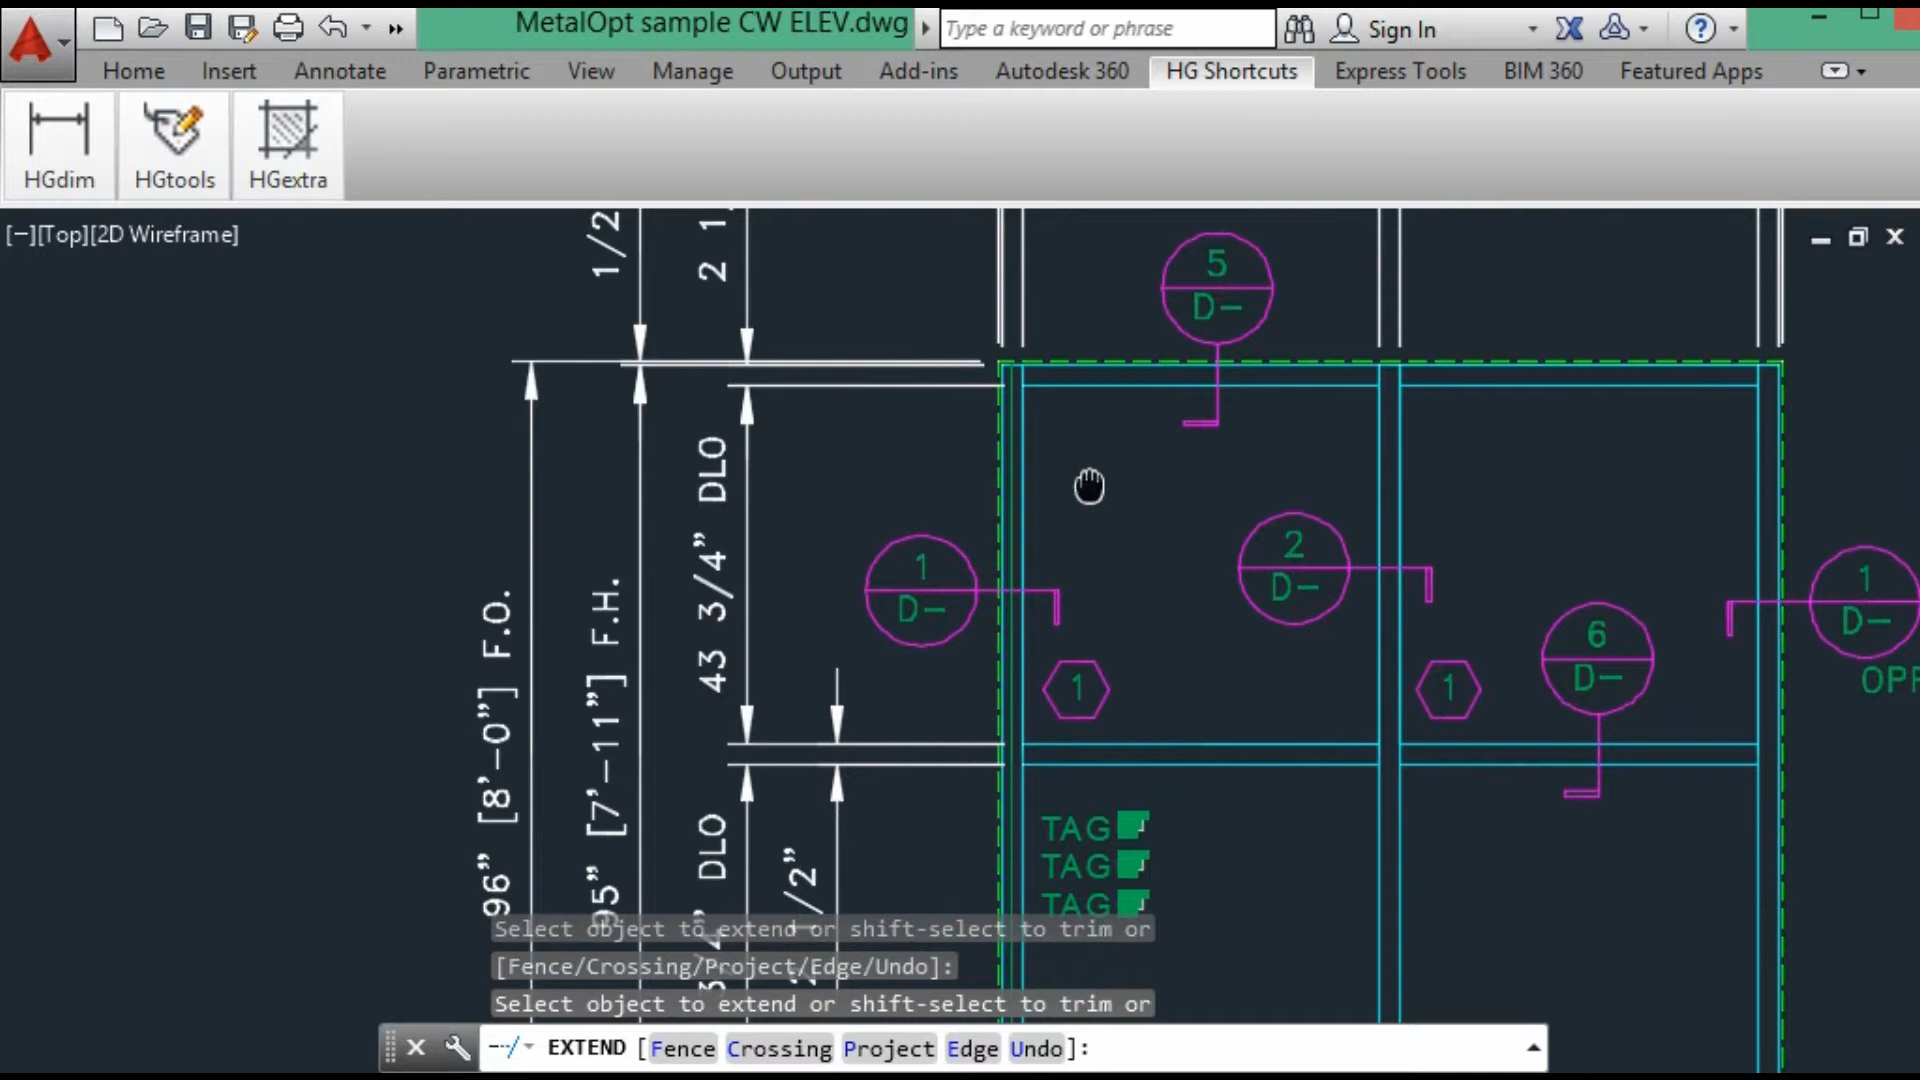 MetalOpt sample CW ELEV.dwg
Type a keyword or phrase
Sign In
Home Insert Annotate Parametric View Manage Output Add-ins Autodesk 360 HG Shortcuts Express Tools BIM 360 Featured Apps
HGdim HGtools HGextra
[−][Top][2D Wireframe]
1/2
2 1
5
D-
96" [8'-0"] F.O.
95" [7'-11"] F.H.
43 3/4" DLO
1
D-
2
D-
6
D-
1
D-
1
1
DLO
1/2"
TAG
TAG
TAG
Select object to extend or shift-select to trim or
[Fence/Crossing/Project/Edge/Undo]:
Select object to extend or shift-select to trim or
EXTEND [Fence Crossing Project Edge Undo]: